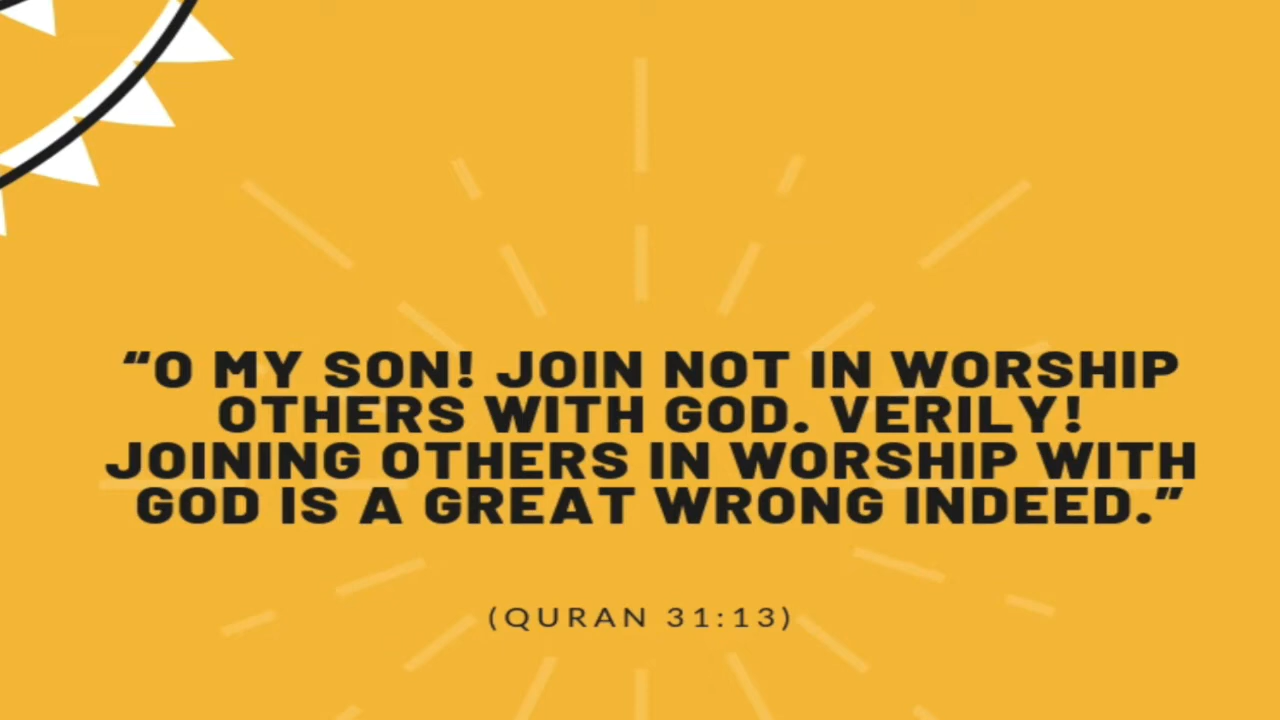 “O MY SON! JOIN NOT IN WORSHIP
OTHERS WITH GOD. VERILY!
JOINING OTHERS IN WORSHIP WITH
GOD IS A GREAT WRONG INDEED.”
(QURAN 31:13)